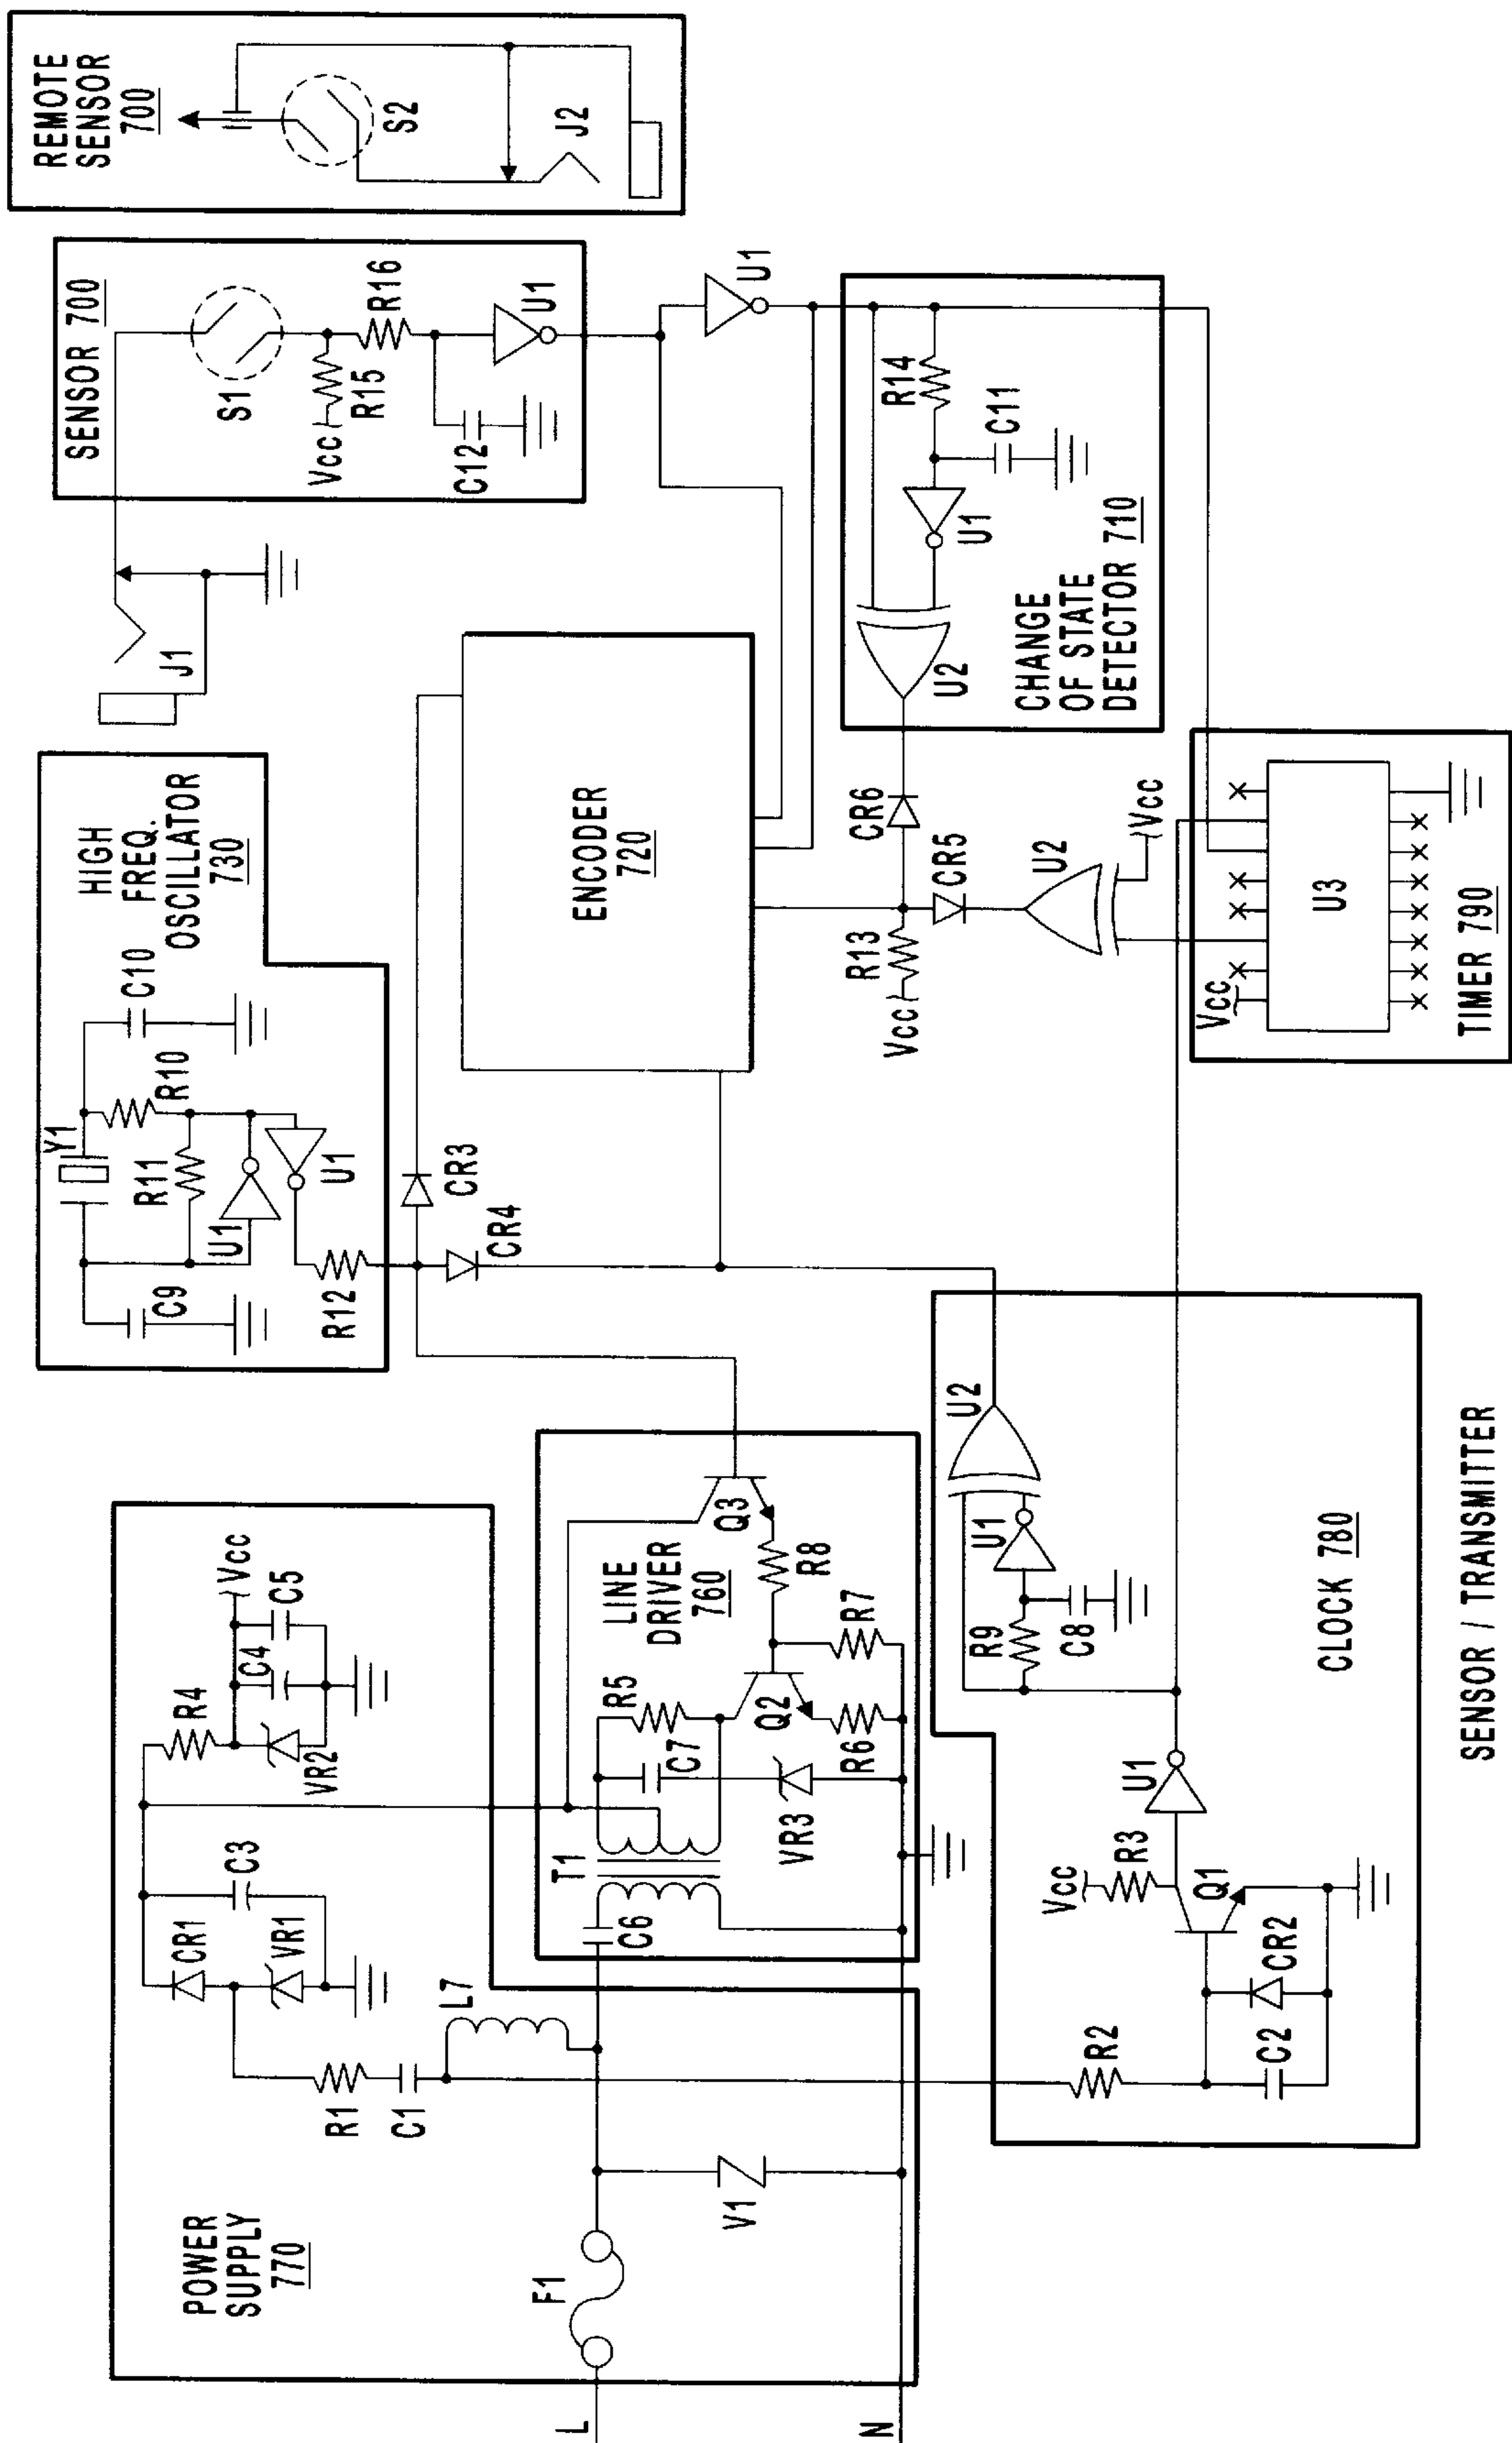 REMOTE
SENSOR
700
S2
J2
SENSOR 700
S1
R16
R15
Vcc
C12
U1
U1
J1
HIGH
FREQ.
OSCILLATOR
730
C10
Y1
R10
R11
U1
U1
C9
R12
CR3
CR4
ENCODER
720
R14
C11
U1
U2
CHANGE
OF STATE
DETECTOR 710
CR6
CR5
R13
Vcc
U2
Vcc
Vcc
U3
TIMER 790
POWER
SUPPLY
770
F1
L
N
V1
R1
C1
L7
CR1
VR1
C3
R4
VR2
C4
C5
Vcc
LINE
DRIVER
760
C6
T1
C7
R5
VR3
Q2
R6
R7
R8
Q3
R2
C2
CR2
Q1
Vcc
R3
U1
R9
C8
U1
U2
CLOCK 780
SENSOR / TRANSMITTER